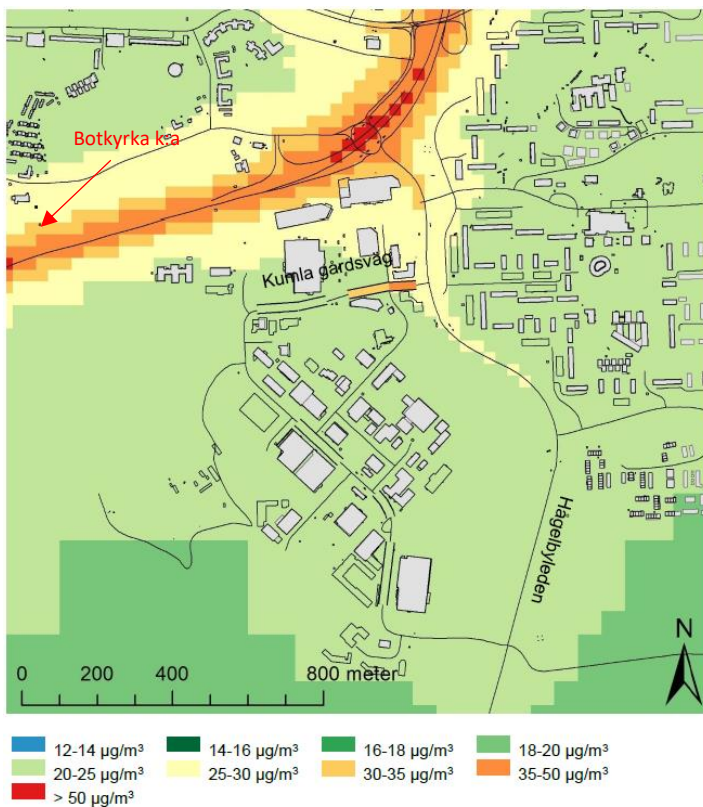 Botkyrka k:a
Kumla gårdsväg
Hågelbyleden
N
0 200 400 800 meter
12-14 µg/m³ 14-16 µg/m³ 16-18 µg/m³ 18-20 µg/m³
20-25 µg/m³ 25-30 µg/m³ 30-35 µg/m³ 35-50 µg/m³
> 50 µg/m³